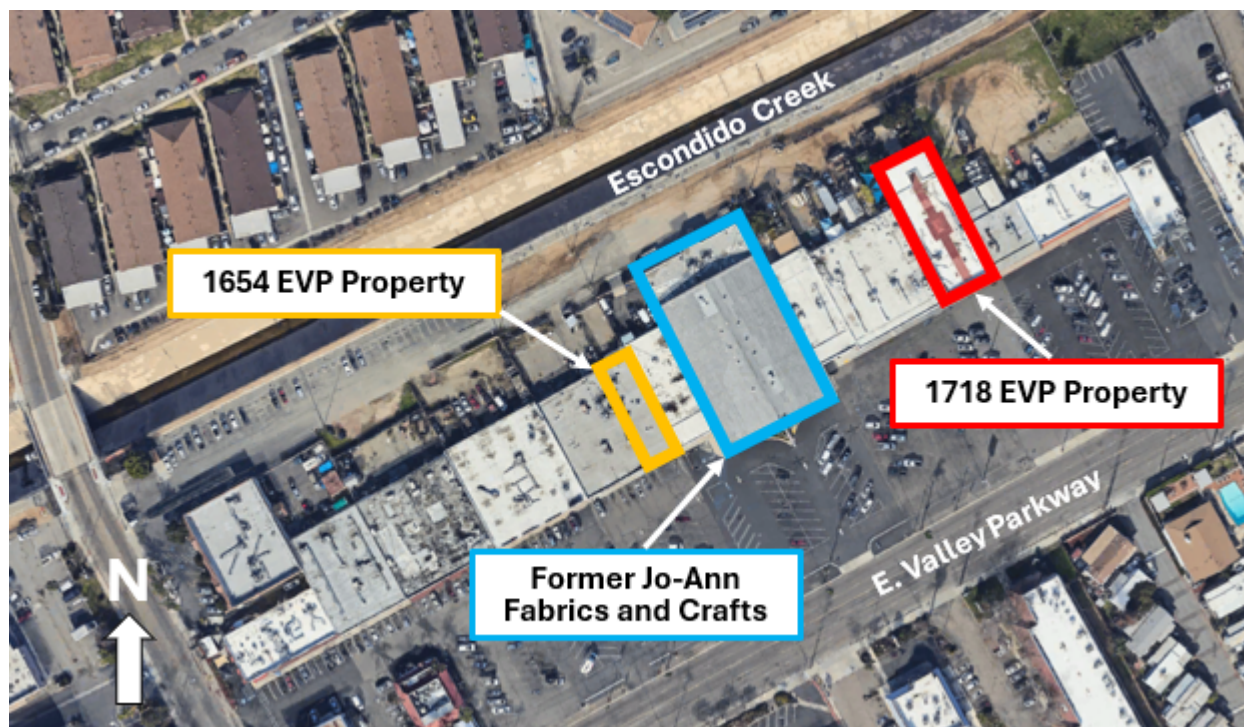 Escondido Creek
1654 EVP Property
1718 EVP Property
E. Valley Parkway
Former Jo-Ann
Fabrics and Crafts
N